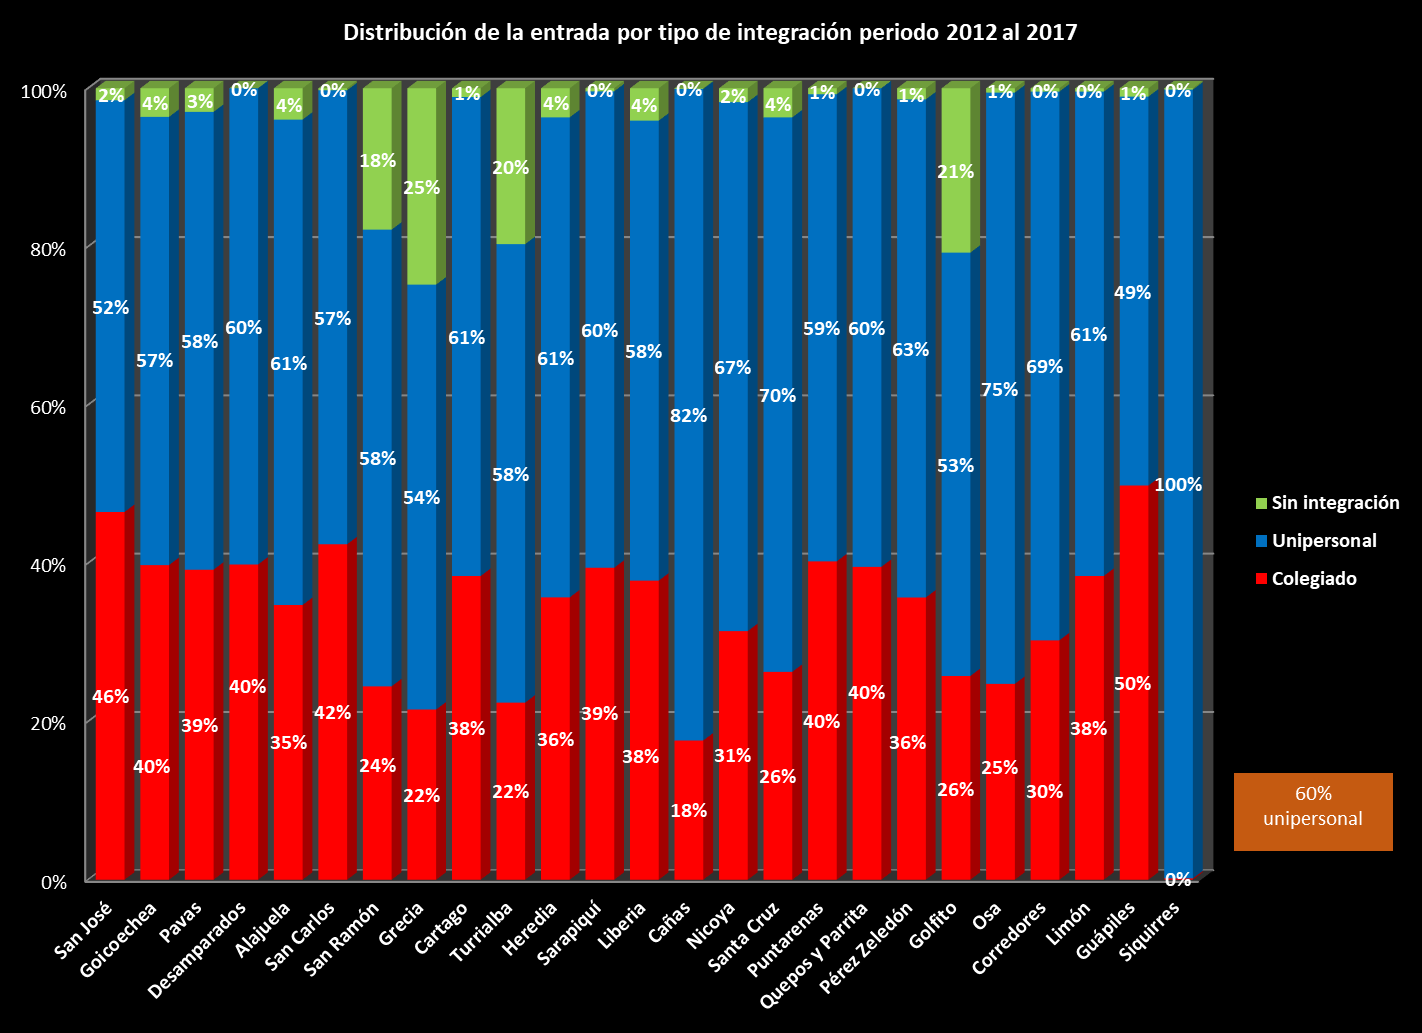 Distribución de la entrada por tipo de integración periodo 2012 al 2017
100%
80%
60%
40%
20%
0%
2% 4% 3% 0% 4% 0% 18% 25% 1% 20% 4% 0% 4% 0% 2% 4% 1% 0% 1% 21% 1% 0% 0% 1% 0%
52% 57% 58% 60% 61% 57% 58% 54% 61% 58% 61% 60% 58% 82% 67% 70% 59% 60% 63% 53% 75% 69% 61% 49% 100%
46% 40% 39% 40% 35% 42% 24% 22% 38% 22% 36% 39% 38% 18% 31% 26% 40% 40% 36% 26% 25% 30% 38% 50% 0%
San José
Goicoechea
Pavas
Desamparados
Alajuela
San Carlos
San Ramón
Grecia
Cartago
Turrialba
Heredia
Sarapiquí
Liberia
Cañas
Nicoya
Santa Cruz
Puntarenas
Quepos y Parrita
Pérez Zeledón
Golfito
Osa
Corredores
Limón
Guápiles
Siquirres
Sin integración
Unipersonal
Colegiado
60%
unipersonal